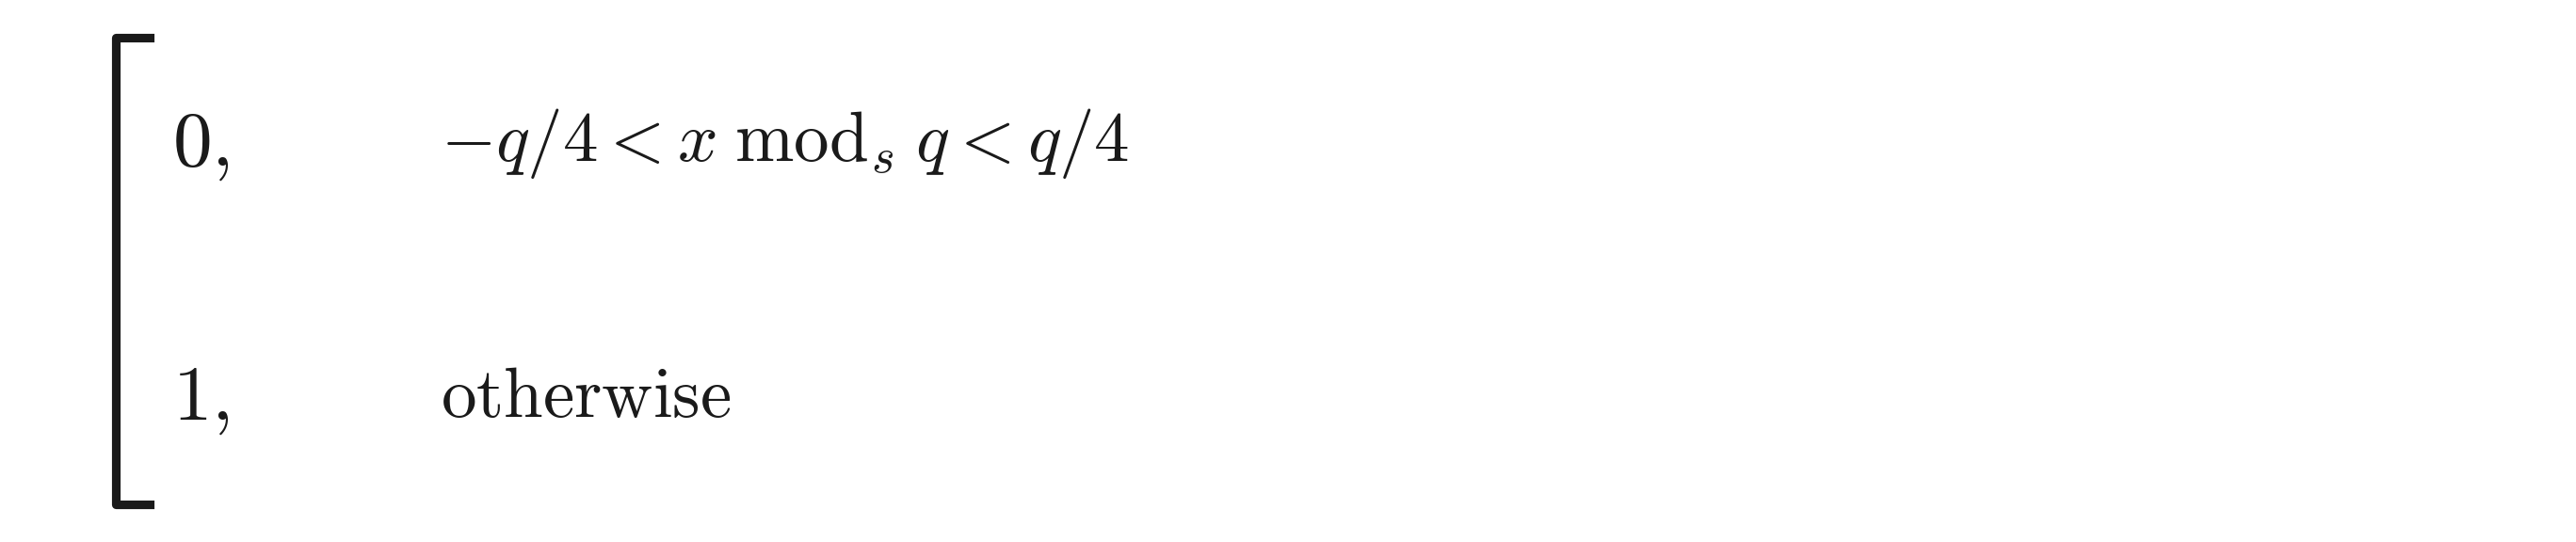 0, −q/4 < x mod_s q < q/4
1, otherwise